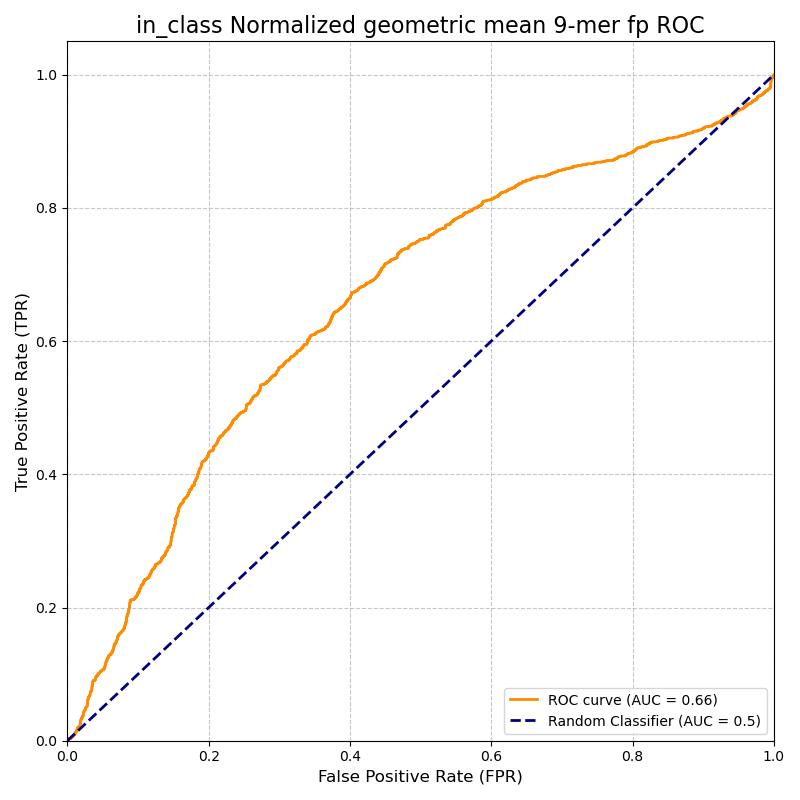 in_class Normalized geometric mean 9-mer fp ROC
True Positive Rate (TPR)
1.0
0.8
0.6
0.4
0.2
0.0
0.0 0.2 0.4 0.6 0.8 1.0
False Positive Rate (FPR)
ROC curve (AUC = 0.66)
Random Classifier (AUC = 0.5)